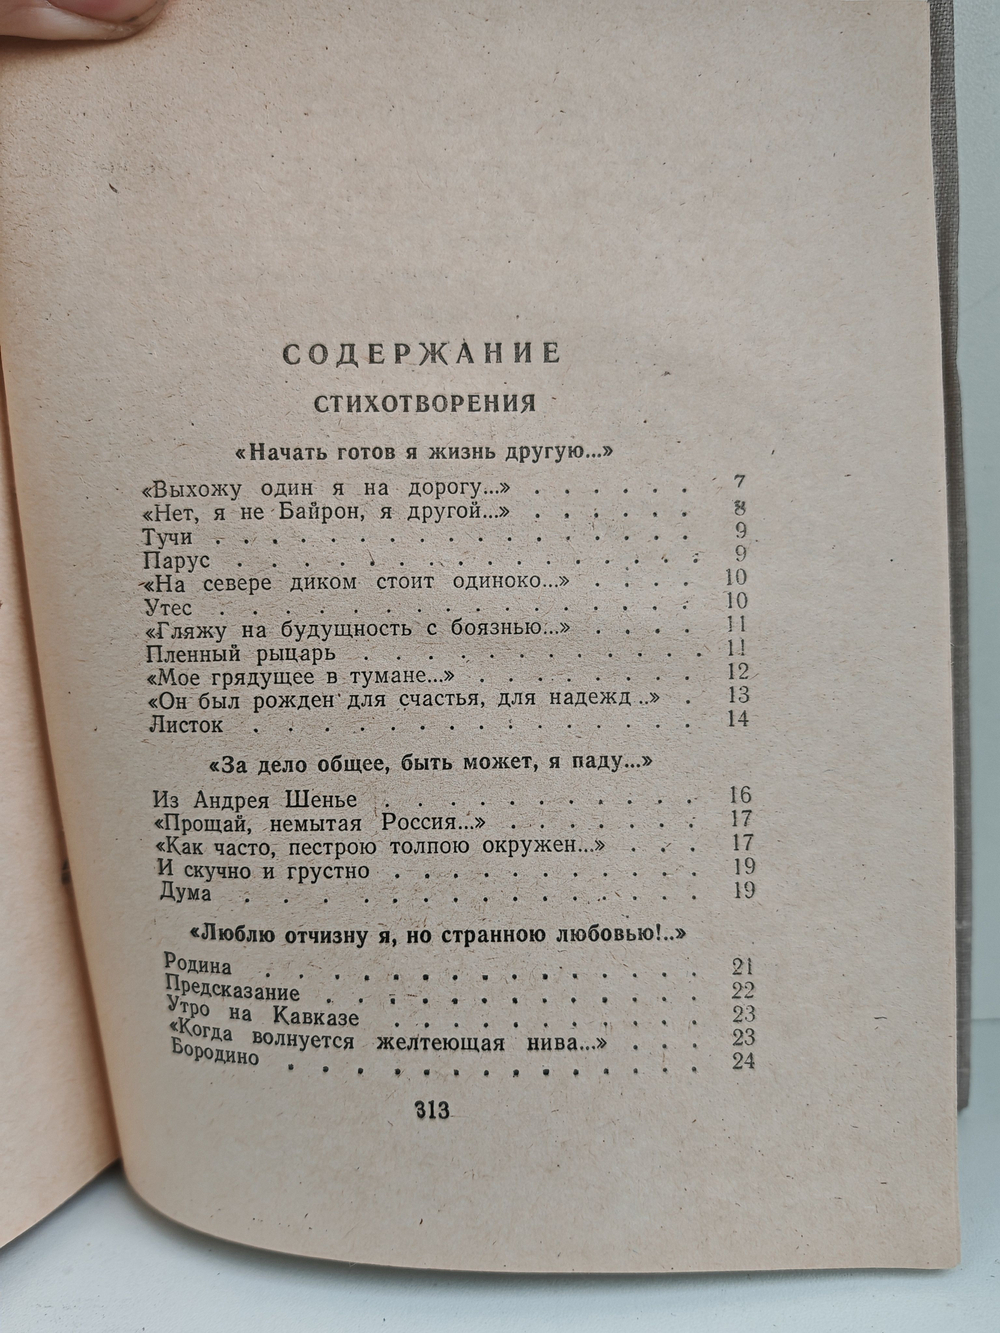 СОДЕРЖАНИЕ
СТИХОТВОРЕНИЯ
«Начать готов я жизнь другую...»
«Выхожу один я на дорогу...» . . . . . . 7
«Нет, я не Байрон, я другой...» . . . . . . 8
Тучи . . . . . . . . . . . . . . 9
Парус . . . . . . . . . . . . . . 9
«На севере диком стоит одиноко...» . . . . 10
Утес . . . . . . . . . . . . . . 10
«Гляжу на будущность с боязнью...» . . . . 11
Пленный рыцарь . . . . . . . . . . 11
«Мое грядущее в тумане...» . . . . . . . 12
«Он был рожден для счастья, для надежд ..» . 13
Листок . . . . . . . . . . . . . 14
«За дело общее, быть может, я паду...»
Из Андрея Шенье . . . . . . . . . 16
«Прощай, немытая Россия...» . . . . . . 17
«Как часто, пестрою толпою окружен...» . . . 17
И скучно и грустно . . . . . . . . . 19
Дума . . . . . . . . . . . . . 19
«Люблю отчизну я, но странною любовью!..»
Родина . . . . . . . . . . . . . 21
Предсказание . . . . . . . . . . . 22
Утро на Кавказе . . . . . . . . . 23
«Когда волнуется желтеющая нива...» . . . 23
Бородино . . . . . . . . . . . . 24
313